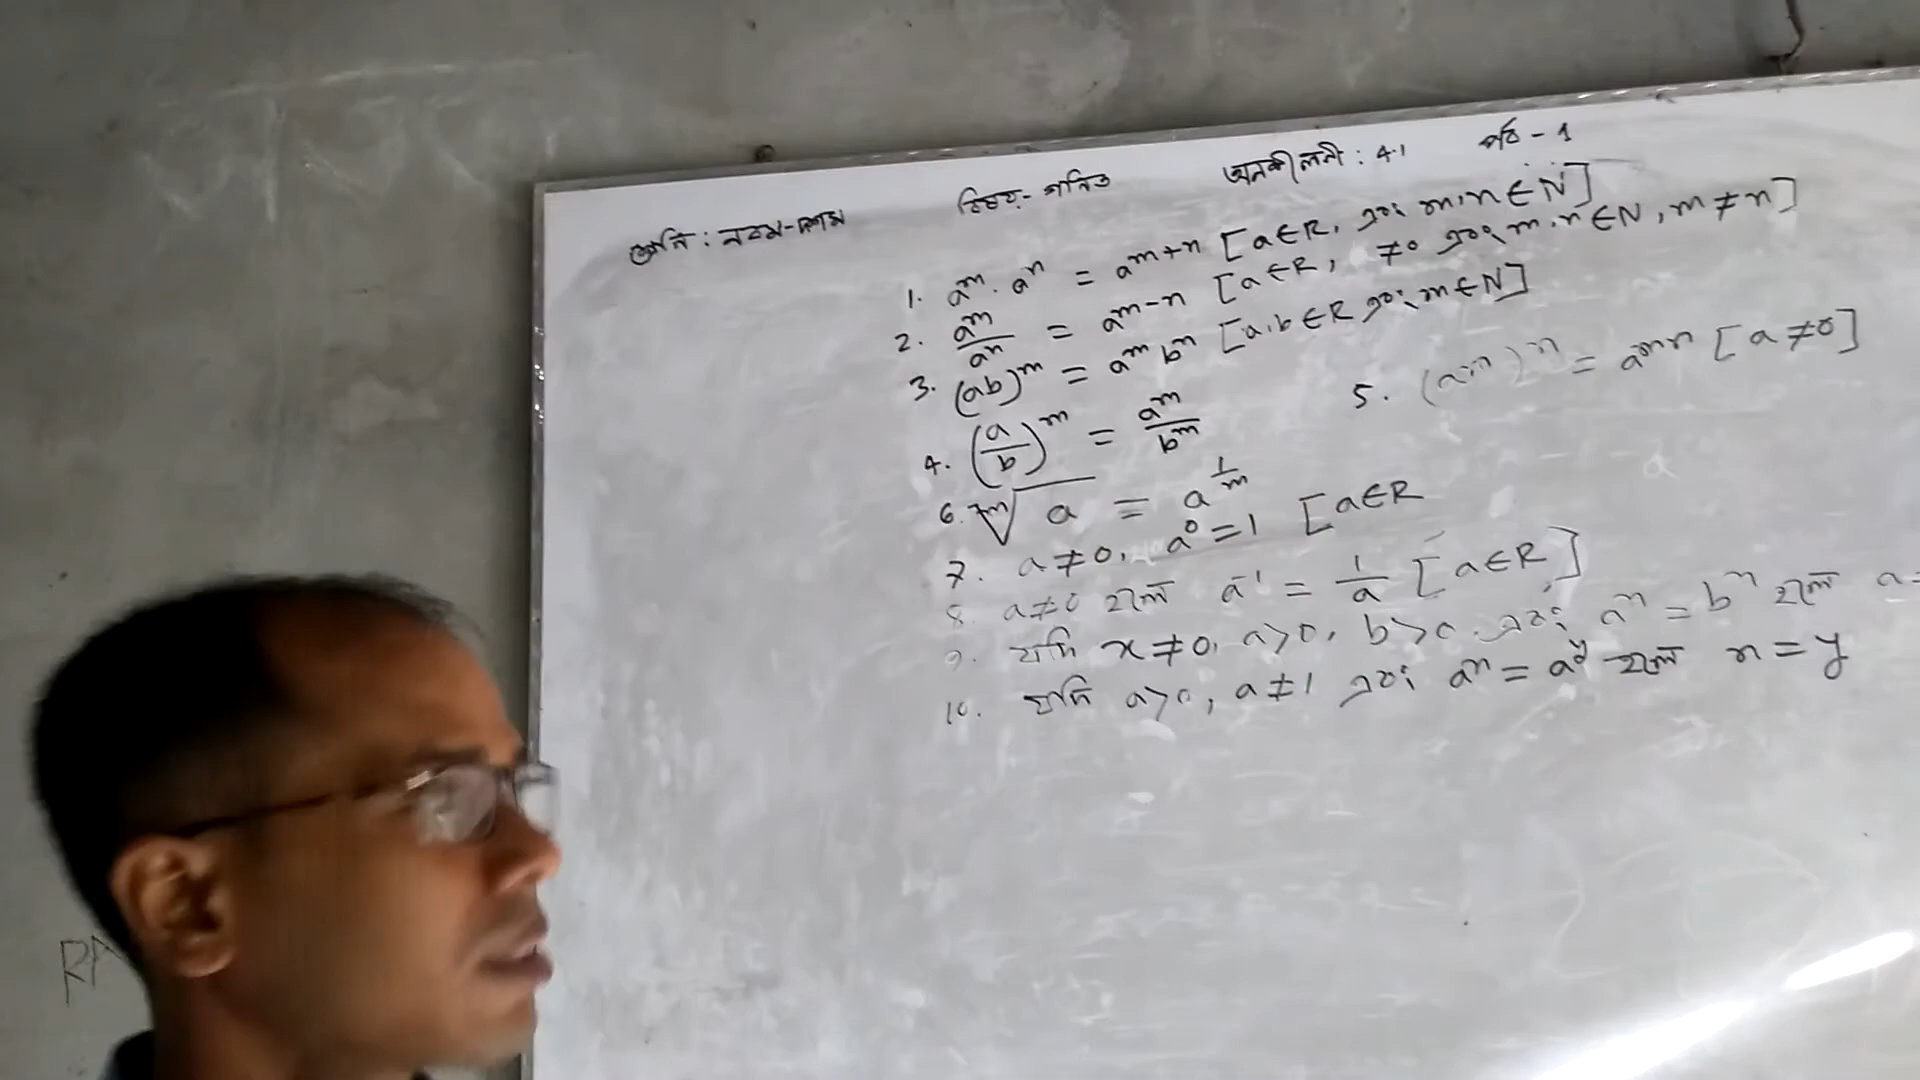 শ্রেনি : নবম-দশম বিষয়- গনিত অনুশীলনী : 4.1 পাঠ - 1
1. aᵐ. aⁿ = aᵐ⁺ⁿ [a∈R, এবং m,n ∈ N]
2. aᵐ/aⁿ = aᵐ⁻ⁿ [a∈R, ≠0 এবং m,n ∈N, m≠n]
3. (ab)ᵐ = aᵐ bᵐ [a,b∈R এবং m∈N]
4. (a/b)ᵐ = aᵐ/bᵐ 5. (aᵐ)ⁿ = aᵐⁿ [a≠0]
6. ᵐ√a = a^(1/m)
7. a≠0, a⁰=1 [a∈R
8. a≠0 হলে a⁻¹ = 1/a [a∈R]
9. যদি x≠0, a>0, b>0 এবং aⁿ = bⁿ হলে a=
10. যদি a>0, a≠1 এবং aⁿ = aʸ হলে n = y
RA